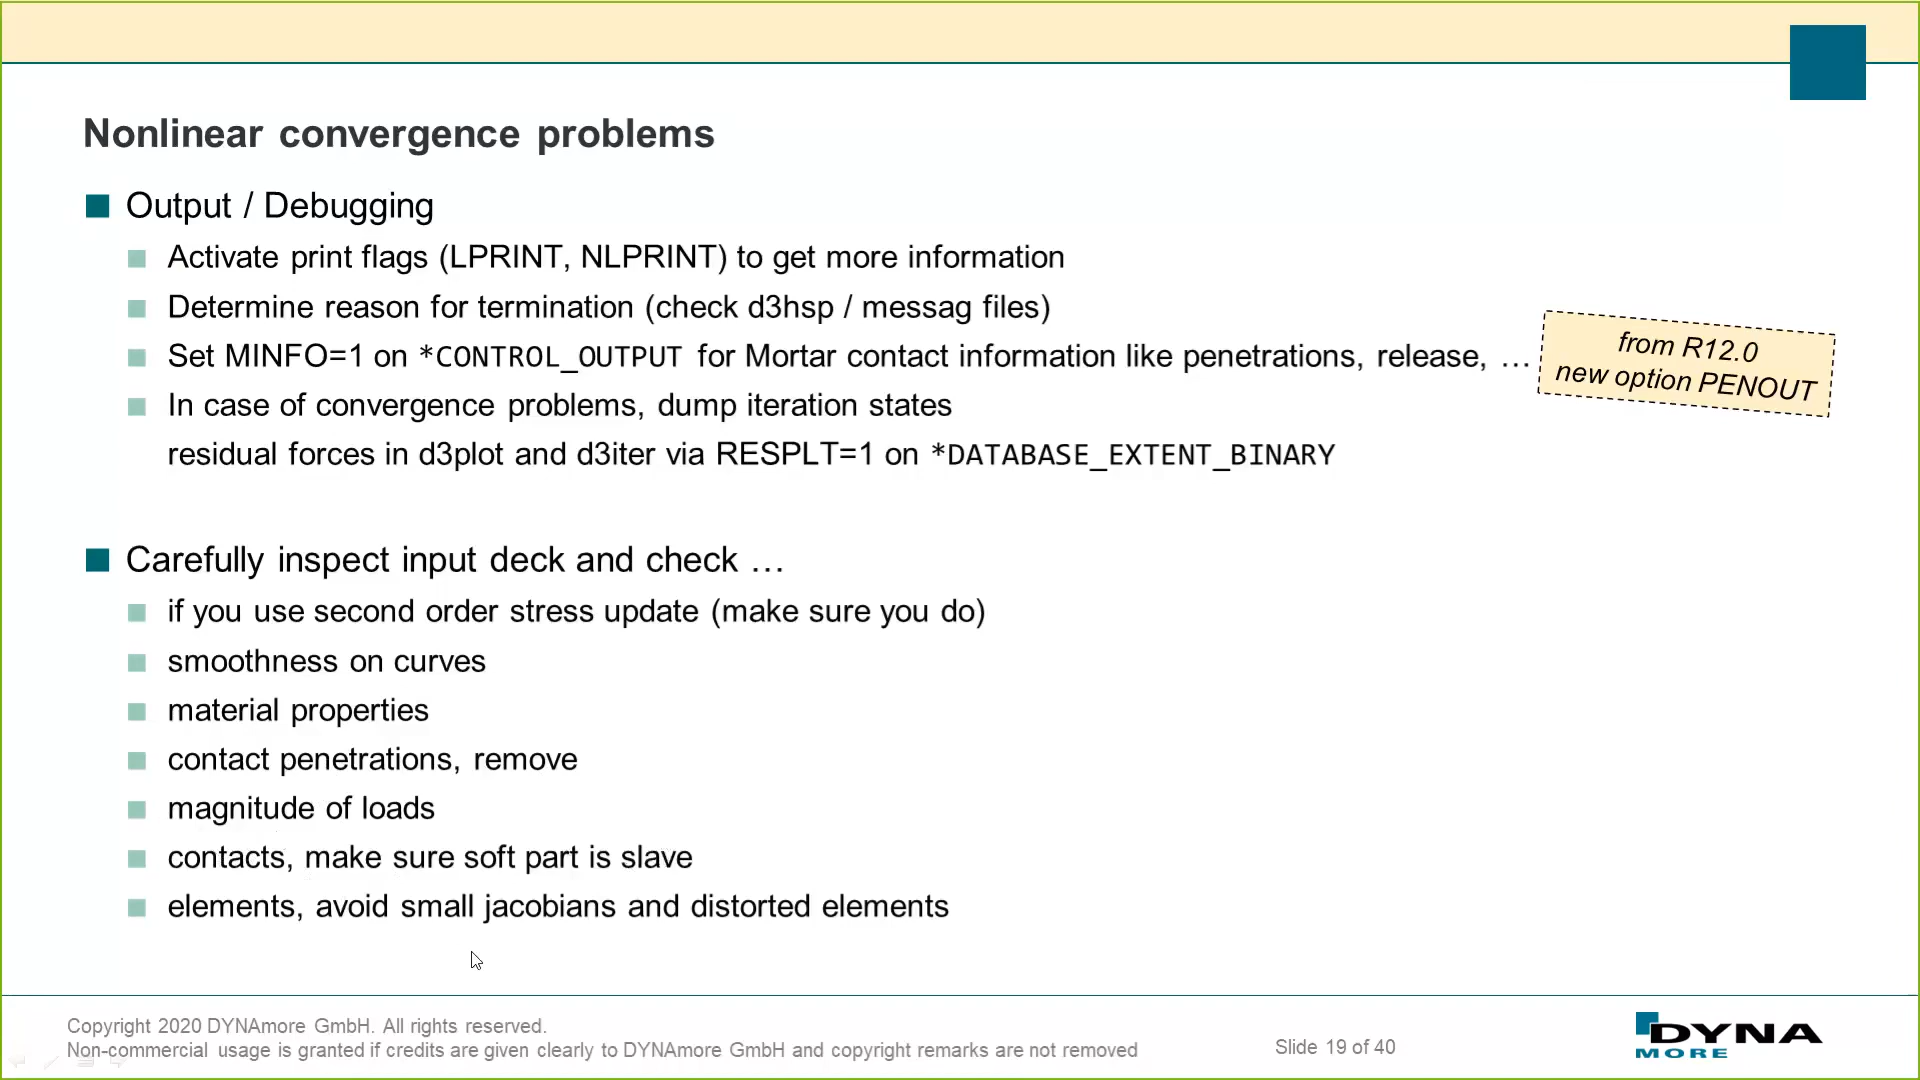 Nonlinear convergence problems
Output / Debugging
Activate print flags (LPRINT, NLPRINT) to get more information
Determine reason for termination (check d3hsp / messag files)
Set MINFO=1 on *CONTROL_OUTPUT for Mortar contact information like penetrations, release, …
from R12.0
new option PENOUT
In case of convergence problems, dump iteration states
residual forces in d3plot and d3iter via RESPLT=1 on *DATABASE_EXTENT_BINARY
Carefully inspect input deck and check …
if you use second order stress update (make sure you do)
smoothness on curves
material properties
contact penetrations, remove
magnitude of loads
contacts, make sure soft part is slave
elements, avoid small jacobians and distorted elements
Copyright 2020 DYNAmore GmbH. All rights reserved.
Non-commercial usage is granted if credits are given clearly to DYNAmore GmbH and copyright remarks are not removed
Slide 19 of 40
DYNA
MORE